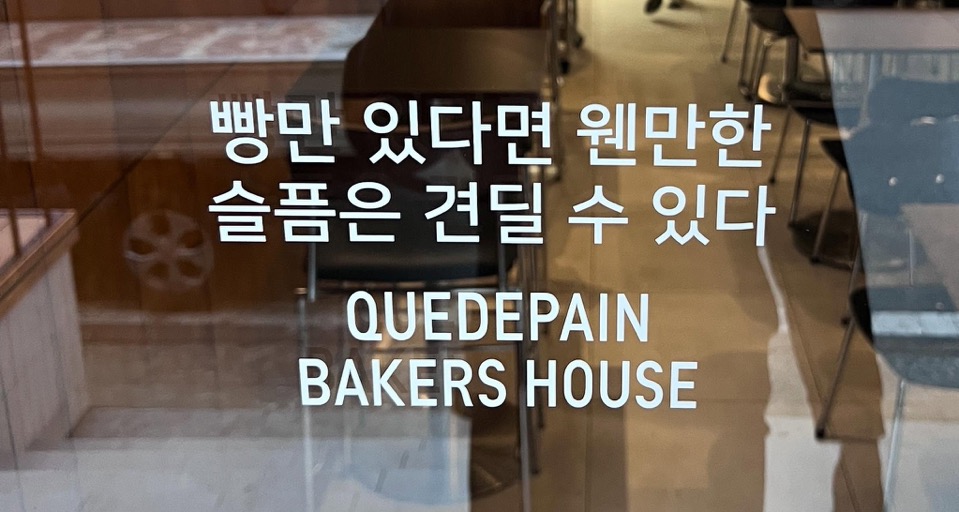 빵만 있다면 웬만한
슬픔은 견딜 수 있다
QUEDEPAIN
BAKERS HOUSE